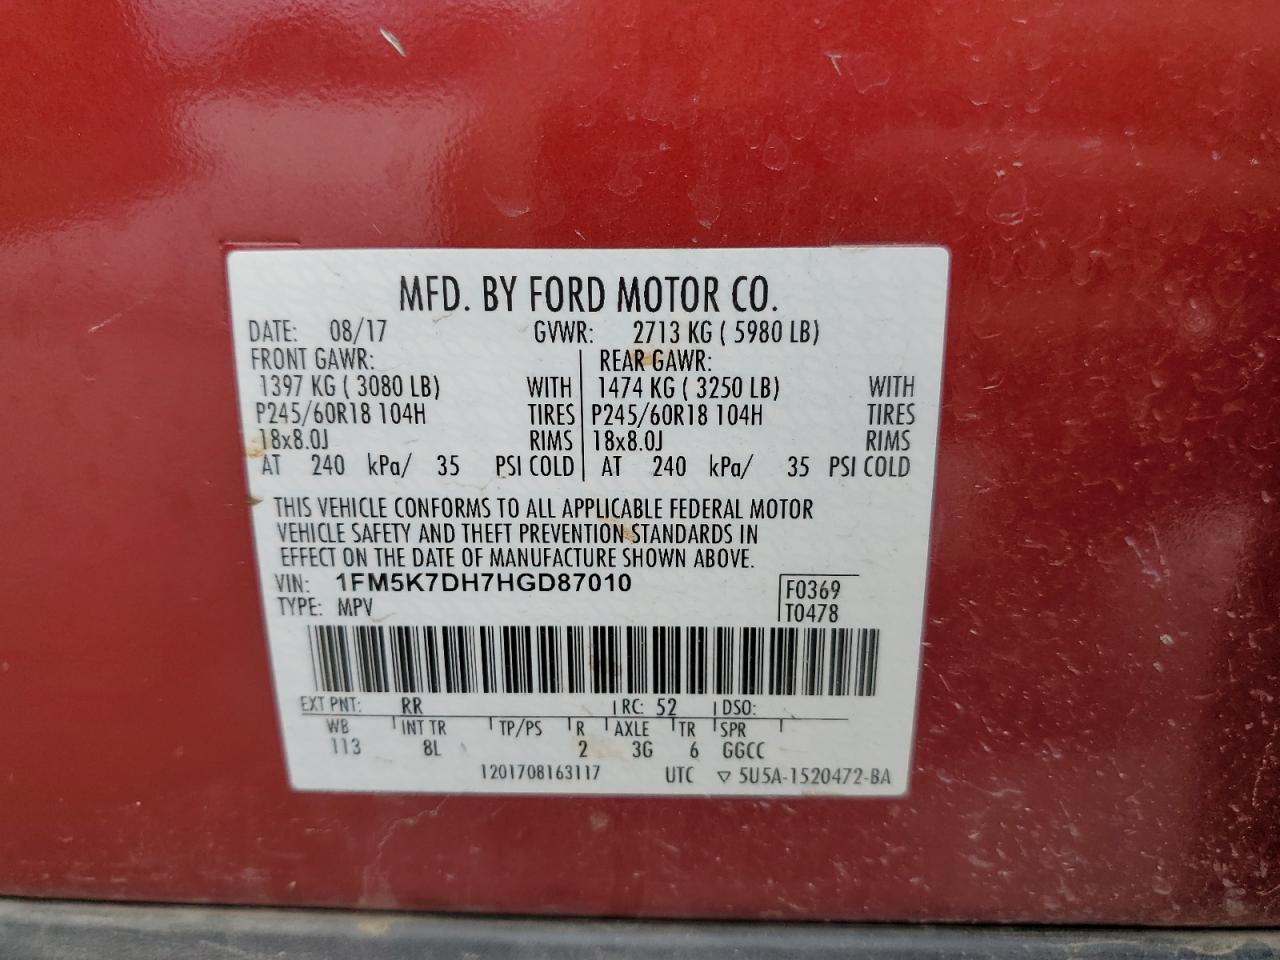 MFD. BY FORD MOTOR CO.
DATE: 08/17 GVWR: 2713 KG ( 5980 LB)
FRONT GAWR: REAR GAWR:
1397 KG ( 3080 LB) WITH 1474 KG ( 3250 LB) WITH
P245/60R18 104H TIRES P245/60R18 104H TIRES
18x8.0J RIMS 18x8.0J RIMS
AT 240 kPa/ 35 PSI COLD AT 240 kPa/ 35 PSI COLD
THIS VEHICLE CONFORMS TO ALL APPLICABLE FEDERAL MOTOR
VEHICLE SAFETY AND THEFT PREVENTION STANDARDS IN
EFFECT ON THE DATE OF MANUFACTURE SHOWN ABOVE.
VIN: 1FM5K7DH7HGD87010 F0369
TYPE: MPV T0478
EXT PNT: RR RC: 52 DSO:
WB INT TR TP/PS R AXLE TR SPR
113 8L 2 3G 6 GGCC
1201708163117 UTC ▽ 5U5A-1520472-BA